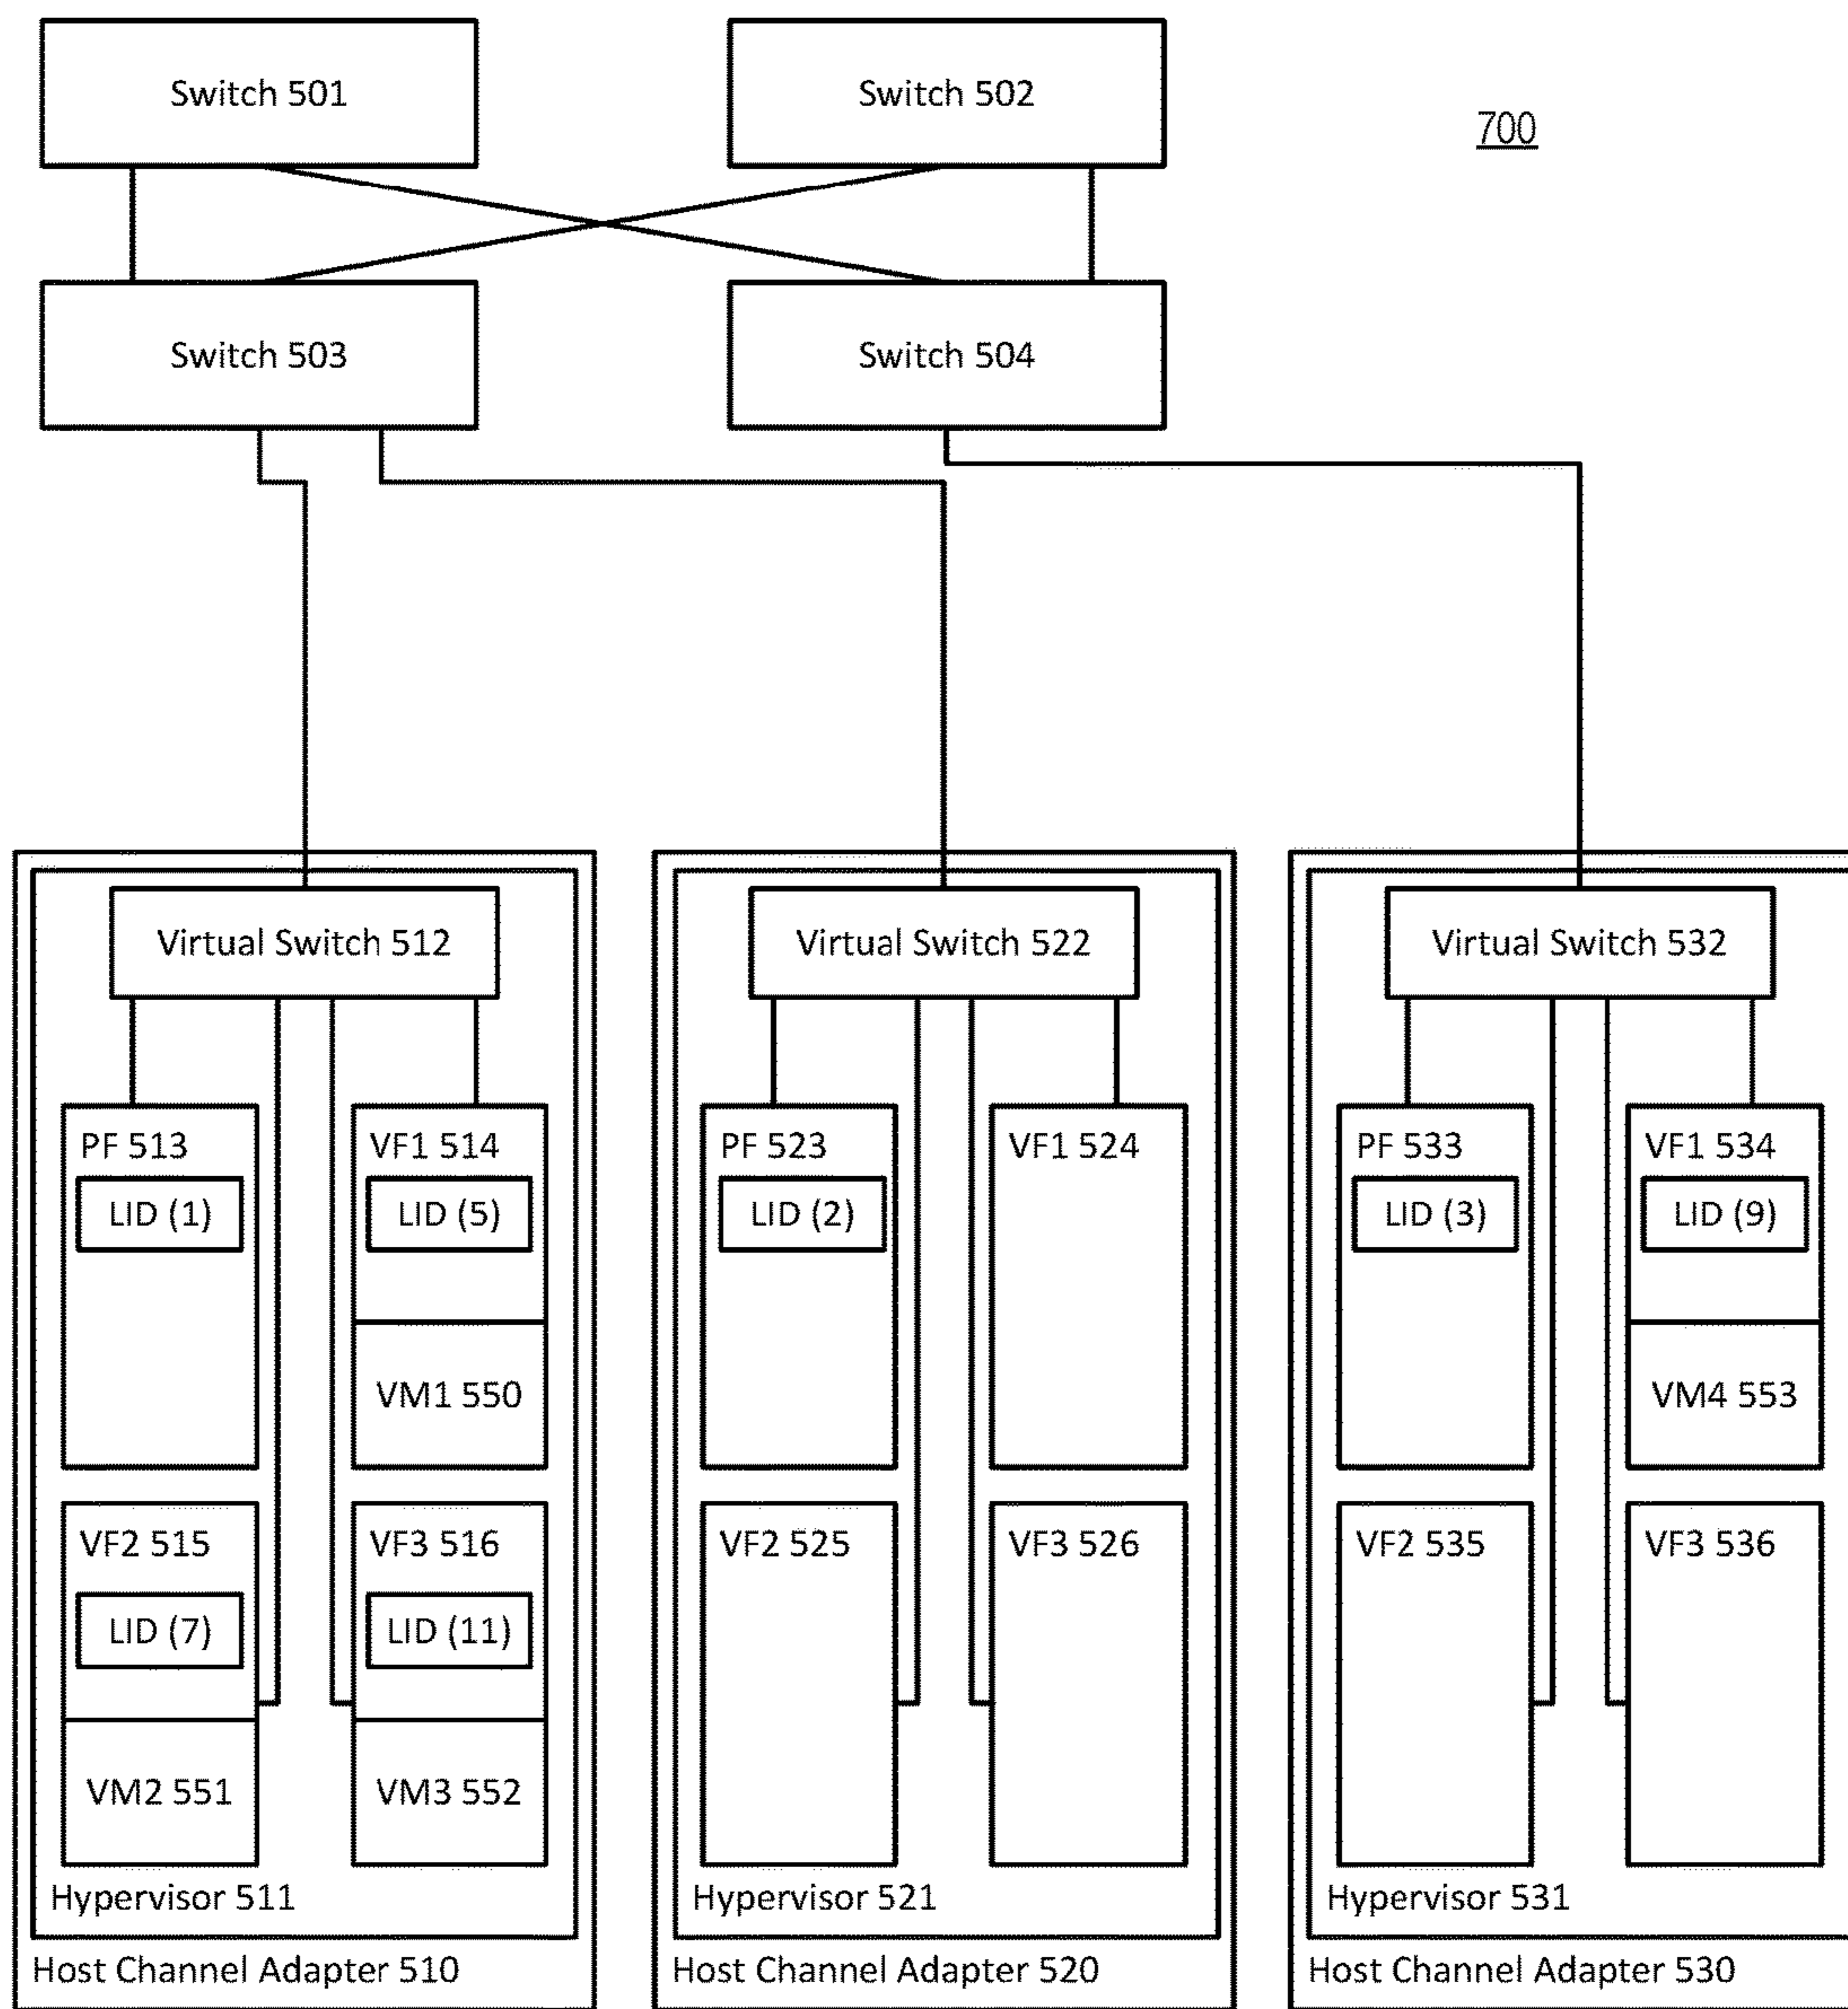 Switch 501
Switch 502
700
Switch 503
Switch 504
Virtual Switch 512
Virtual Switch 522
Virtual Switch 532
PF 513
LID (1)
VF1 514
LID (5)
VM1 550
PF 523
LID (2)
VF1 524
PF 533
LID (3)
VF1 534
LID (9)
VM4 553
VF2 515
LID (7)
VM2 551
VF3 516
LID (11)
VM3 552
VF2 525
VF3 526
VF2 535
VF3 536
Hypervisor 511
Hypervisor 521
Hypervisor 531
Host Channel Adapter 510
Host Channel Adapter 520
Host Channel Adapter 530